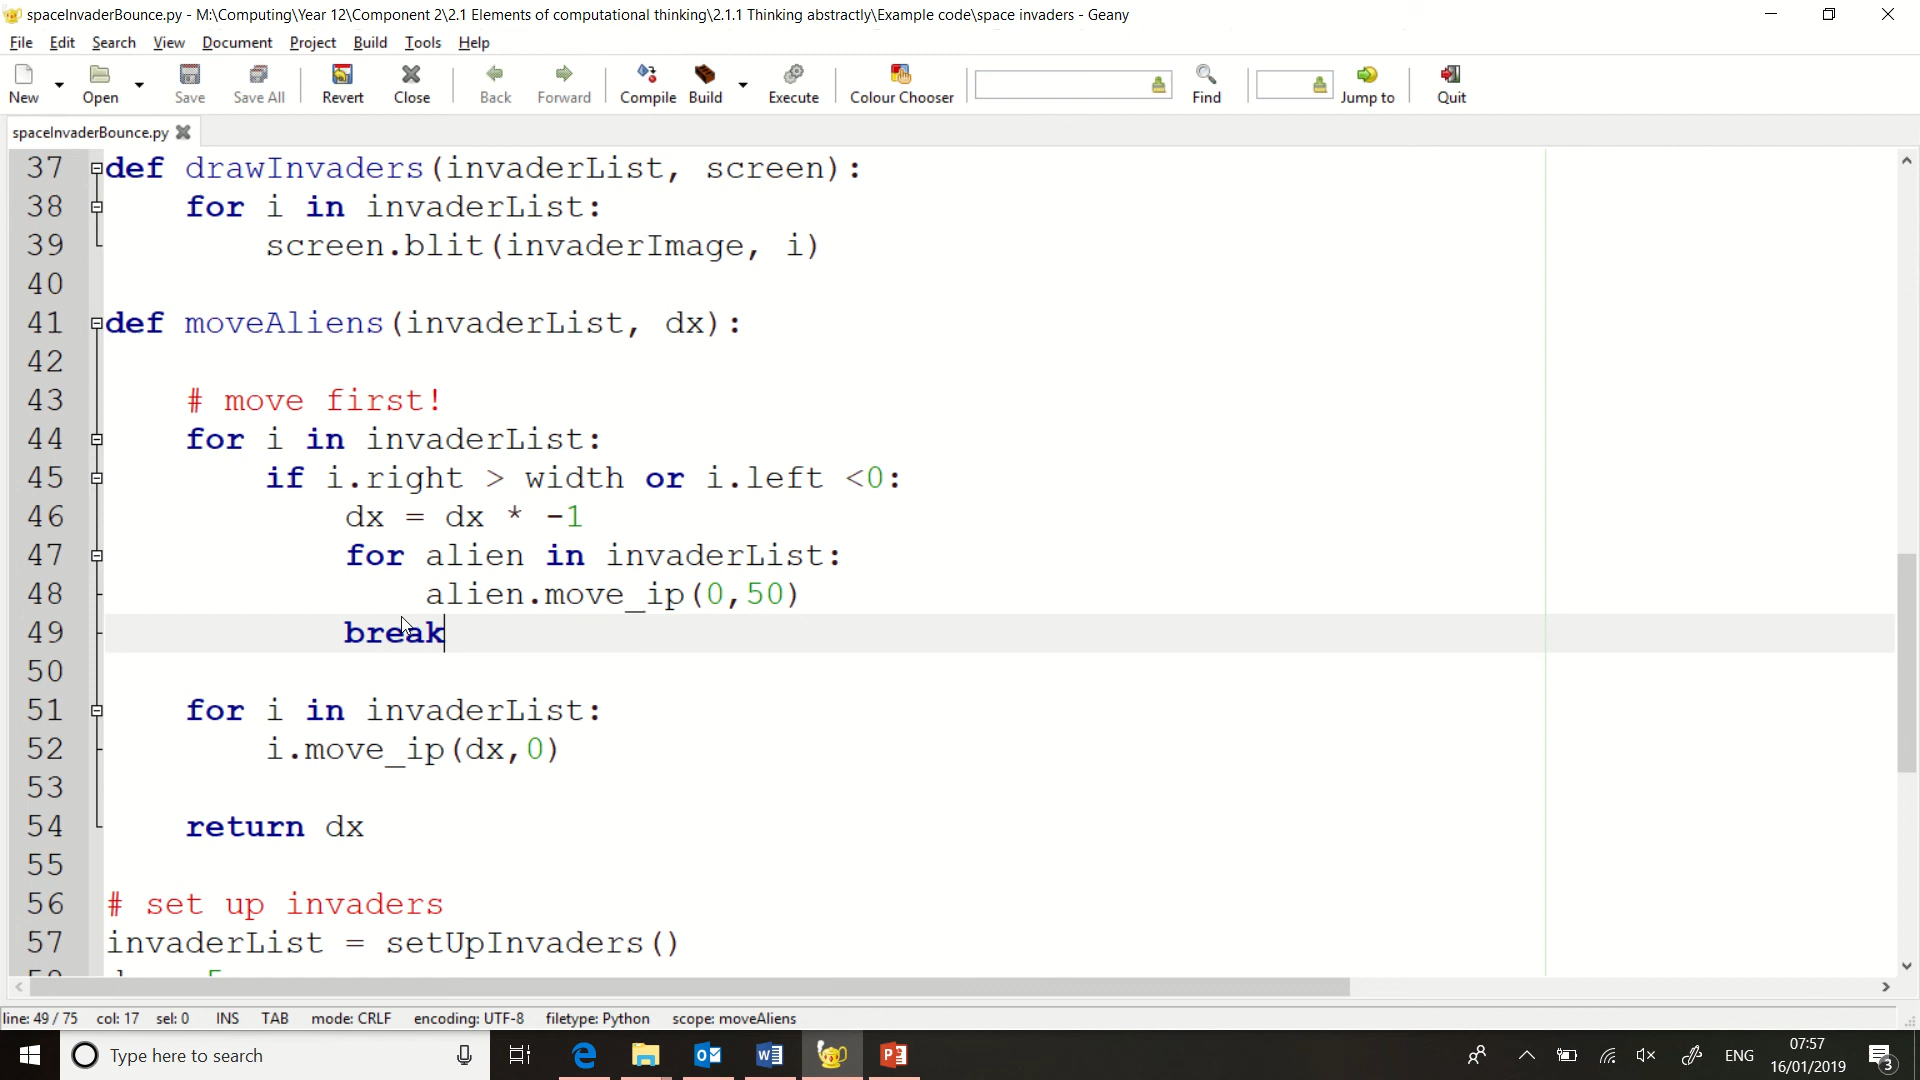 spaceInvaderBounce.py - M:\Computing\Year 12\Component 2\2.1 Elements of computational thinking\2.1.1 Thinking abstractly\Example code\space invaders - Geany
File Edit Search View Document Project Build Tools Help
New Open Save Save All Revert Close Back Forward Compile Build Execute Colour Chooser Find Jump to Quit
spaceInvaderBounce.py
37 def drawInvaders(invaderList, screen):
38 for i in invaderList:
39 screen.blit(invaderImage, i)
40
41 def moveAliens(invaderList, dx):
42
43 # move first!
44 for i in invaderList:
45 if i.right > width or i.left <0:
46 dx = dx * -1
47 for alien in invaderList:
48 alien.move_ip(0,50)
49 break
50
51 for i in invaderList:
52 i.move_ip(dx,0)
53
54 return dx
55
56 # set up invaders
57 invaderList = setUpInvaders()
line: 49 / 75 col: 17 sel: 0 INS TAB mode: CRLF encoding: UTF-8 filetype: Python scope: moveAliens
Type here to search
ENG
07:57
16/01/2019
3